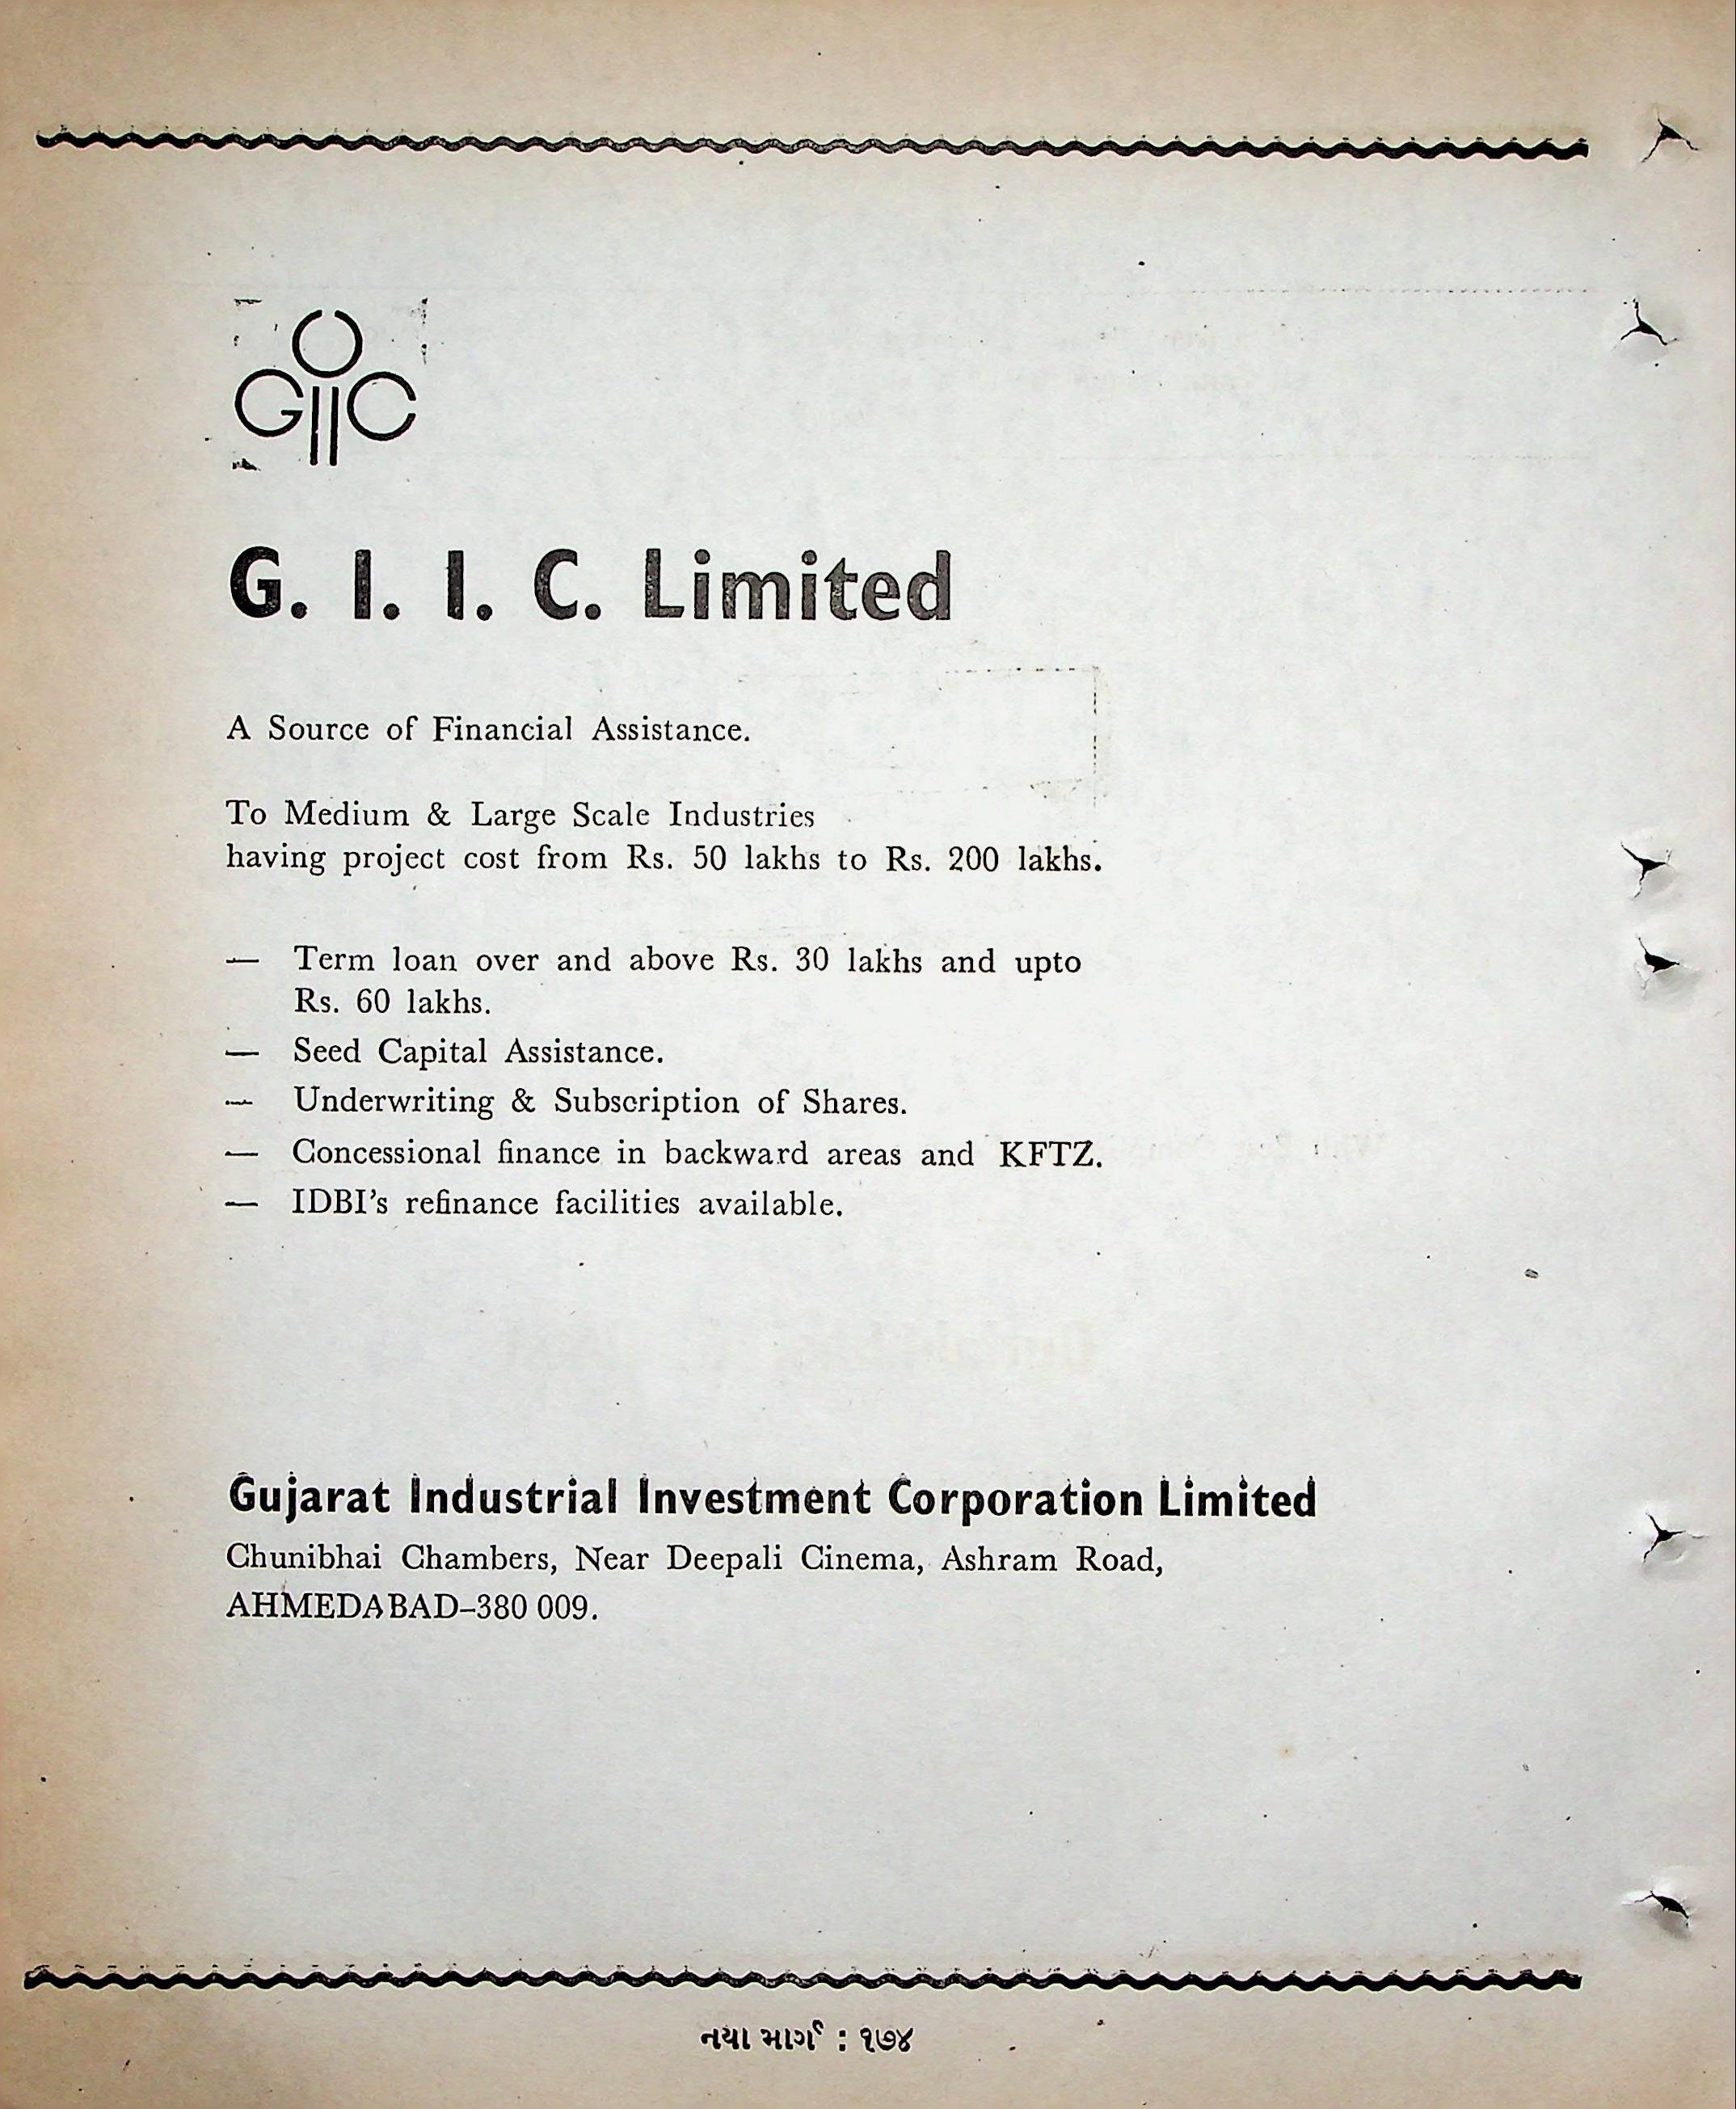 GIIC
G. I. I. C. Limited
A Source of Financial Assistance.
To Medium & Large Scale Industries
having project cost from Rs. 50 lakhs to Rs. 200 lakhs.
— Term loan over and above Rs. 30 lakhs and upto
Rs. 60 lakhs.
— Seed Capital Assistance.
— Underwriting & Subscription of Shares.
— Concessional finance in backward areas and KFTZ.
— IDBI's refinance facilities available.
Gujarat Industrial Investment Corporation Limited
Chunibhai Chambers, Near Deepali Cinema, Ashram Road,
AHMEDABAD–380 009.
નયા માર્ગ : ૧૭૪